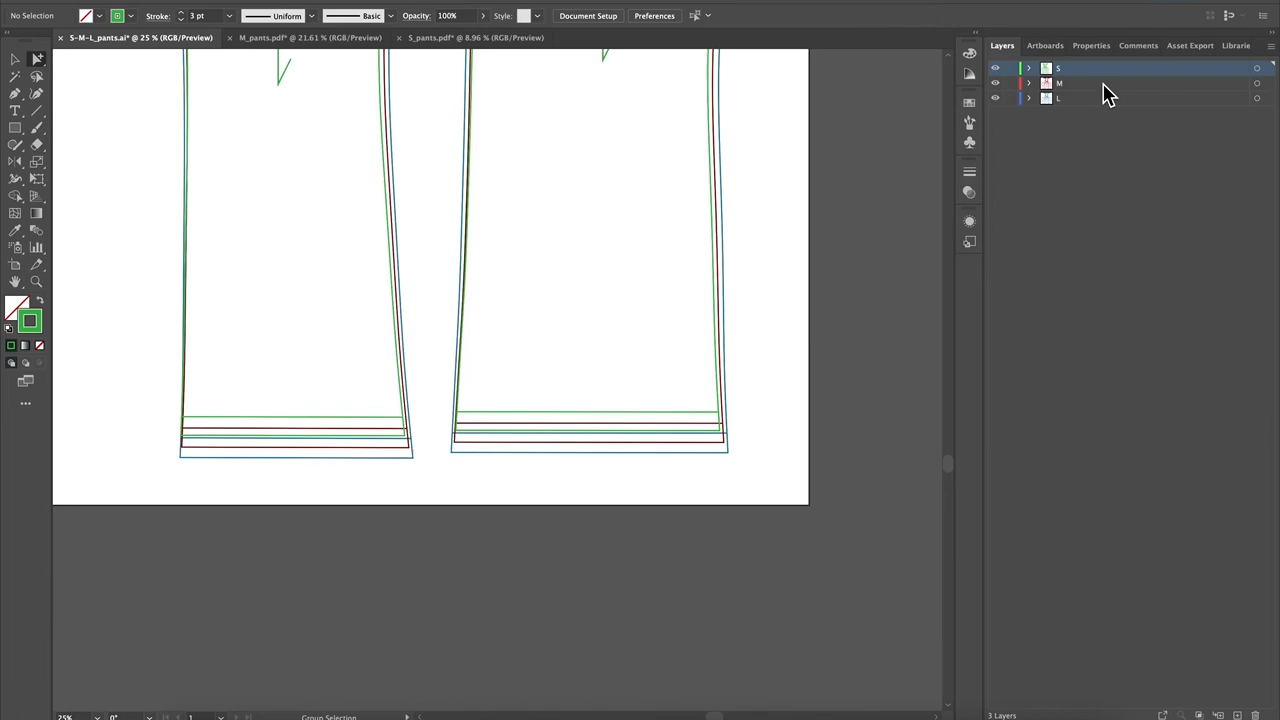 No Selection Stroke: 3 pt Uniform Basic Opacity: 100% Style: Document Setup Preferences
S-M-L_pants.ai* @ 25 % (RGB/Preview) M_pants.pdf* @ 21.61 % (RGB/Preview) S_pants.pdf* @ 8.96 % (RGB/Preview)
Layers Artboards Properties Comments Asset Export Librarie
S
M
L
25% 0° 1 Group Selection 3 Layers